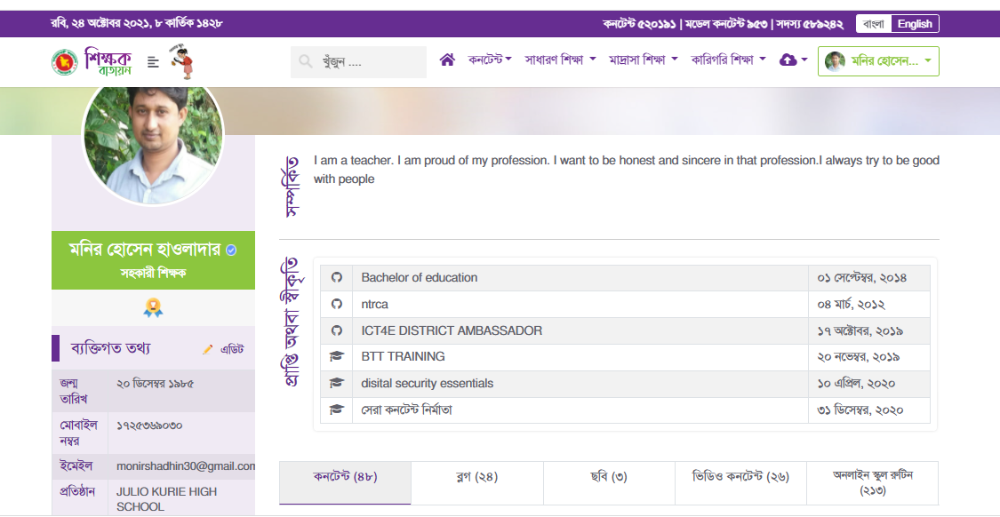 রবি, ২৪ অক্টোবর ২০২১, ৮ কার্তিক ১৪২৮
কনটেন্ট ৫২০১৯১ | মডেল কনটেন্ট ৯৫৩ | সদস্য ৫৮৯২৪২
বাংলা English
শিক্ষক
বাতায়ন
খুঁজুন ....
কনটেন্ট
সাধারণ শিক্ষা
মাদ্রাসা শিক্ষা
কারিগরি শিক্ষা
মনির হোসেন...
মনির হোসেন হাওলাদার
সহকারী শিক্ষক
ব্যক্তিগত তথ্য এডিট
জন্ম তারিখ ২০ ডিসেম্বর ১৯৮৫
মোবাইল নম্বর ১৭২৫৩৬৯০৩০
ইমেইল monirshadhin30@gmail.com
প্রতিষ্ঠান JULIO KURIE HIGH
SCHOOL
সম্পর্কিত
I am a teacher. I am proud of my profession. I want to be honest and sincere in that profession.I always try to be good
with people
প্রাপ্তি অথবা স্বীকৃতি
Bachelor of education ০১ সেপ্টেম্বর, ২০১৪
ntrca ০৪ মার্চ, ২০১২
ICT4E DISTRICT AMBASSADOR ১৭ অক্টোবর, ২০১৯
BTT TRAINING ২০ নভেম্বর, ২০১৯
disital security essentials ১০ এপ্রিল, ২০২০
সেরা কনটেন্ট নির্মাতা ৩১ ডিসেম্বর, ২০২০
কনটেন্ট (৪৮)
ব্লগ (২৪)
ছবি (৩)
ভিডিও কনটেন্ট (২৬)
অনলাইন স্কুল রুটিন
(২১৩)